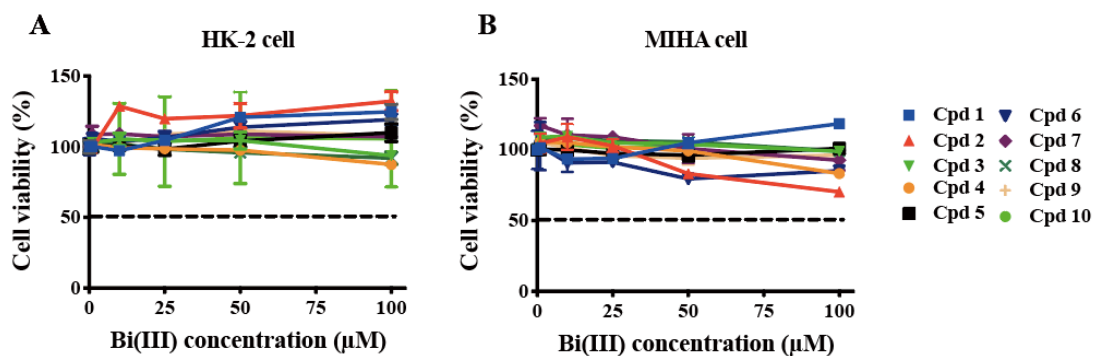 A
HK-2 cell
Cell viability (%)
150
100
50
0
0 25 50 75 100
Bi(III) concentration (μM)
B
MIHA cell
Cell viability (%)
150
100
50
0
0 25 50 75 100
Bi(III) concentration (μM)
Cpd 1 Cpd 6
Cpd 2 Cpd 7
Cpd 3 Cpd 8
Cpd 4 Cpd 9
Cpd 5 Cpd 10